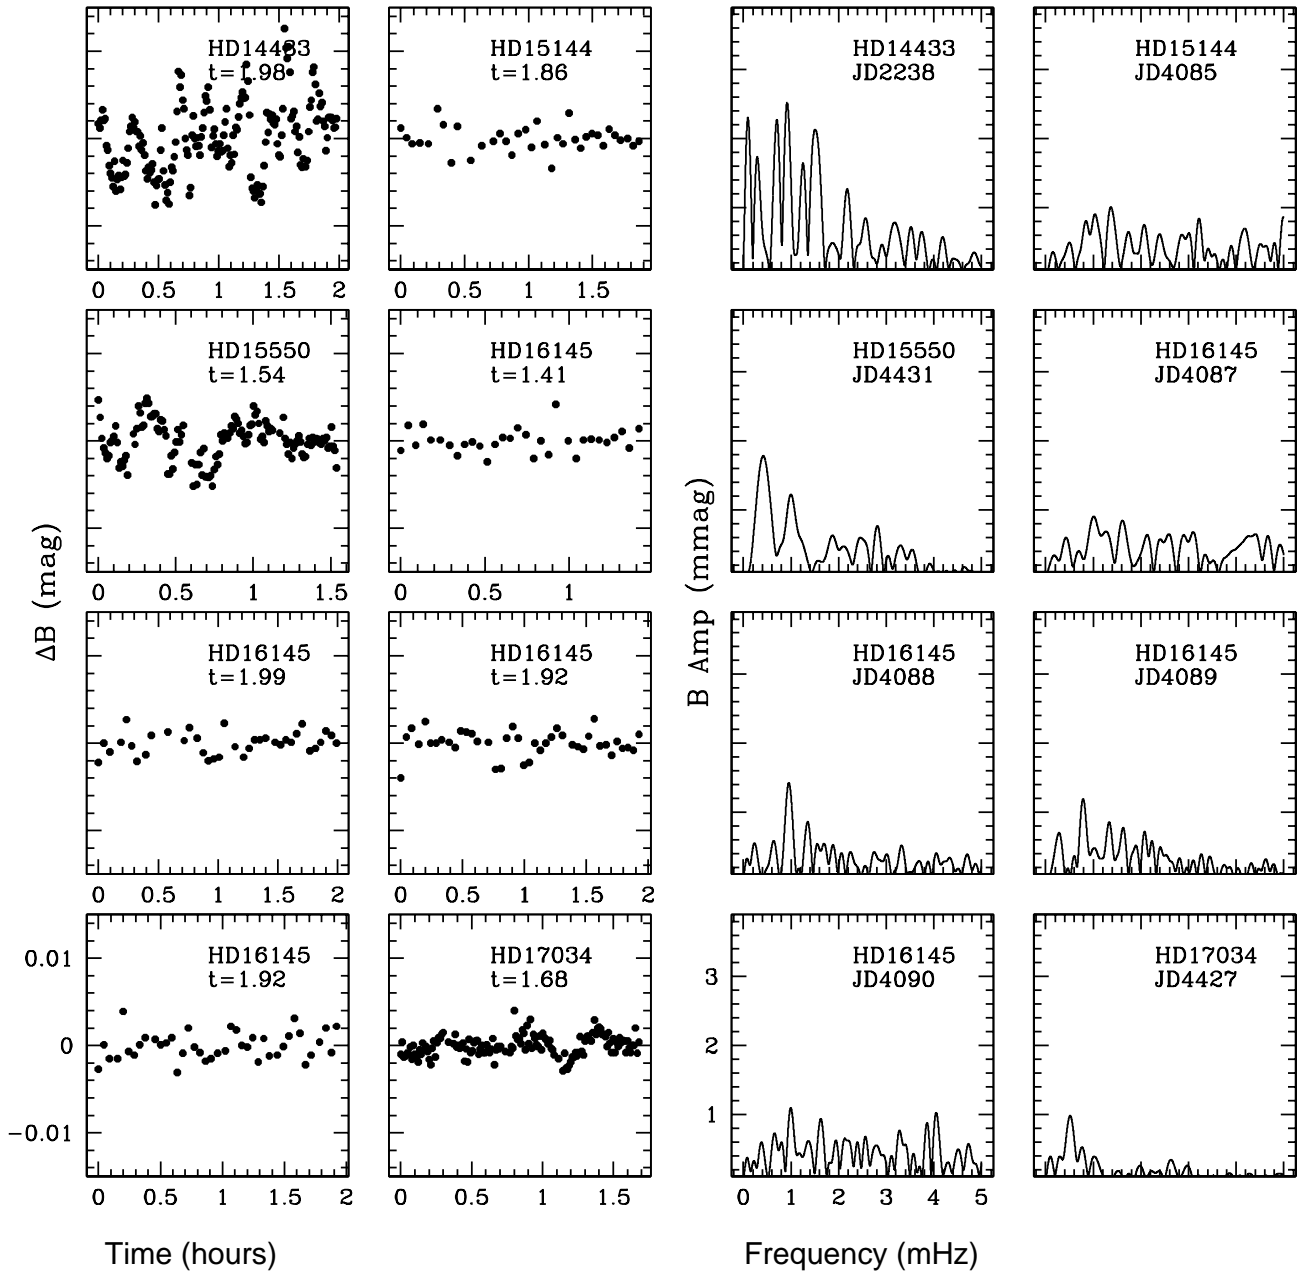 HD14433
t=1.98
HD15144
t=1.86
HD14433
JD2238
HD15144
JD4085
0 0.5 1 1.5 2
0 0.5 1 1.5
HD15550
t=1.54
HD16145
t=1.41
HD15550
JD4431
HD16145
JD4087
0 0.5 1 1.5
0 0.5 1
ΔB (mag)
B Amp (mmag)
HD16145
t=1.99
HD16145
t=1.92
HD16145
JD4088
HD16145
JD4089
0 0.5 1 1.5 2
0 0.5 1 1.5 2
HD16145
t=1.92
HD17034
t=1.68
HD16145
JD4090
HD17034
JD4427
0.01
0
−0.01
3
2
1
0 0.5 1 1.5 2
0 0.5 1 1.5
0 1 2 3 4 5
Time (hours)
Frequency (mHz)